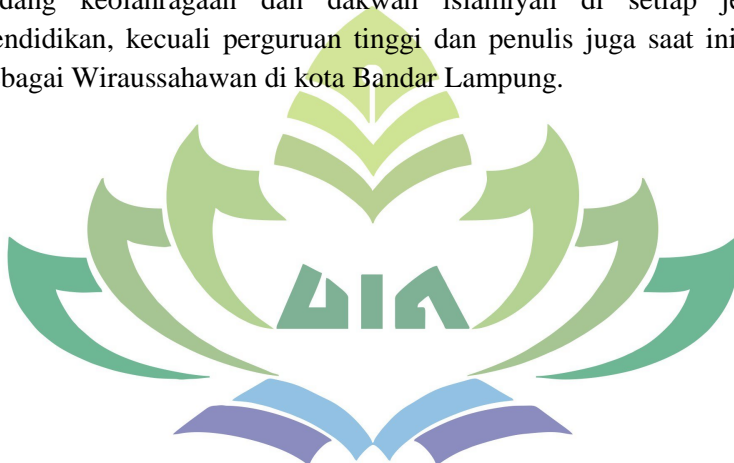 dang keolahragaan dan dakwah islamiyah di setiap je
endidikan, kecuali perguruan tinggi dan penulis juga saat ini
bagai Wiraussahawan di kota Bandar Lampung.